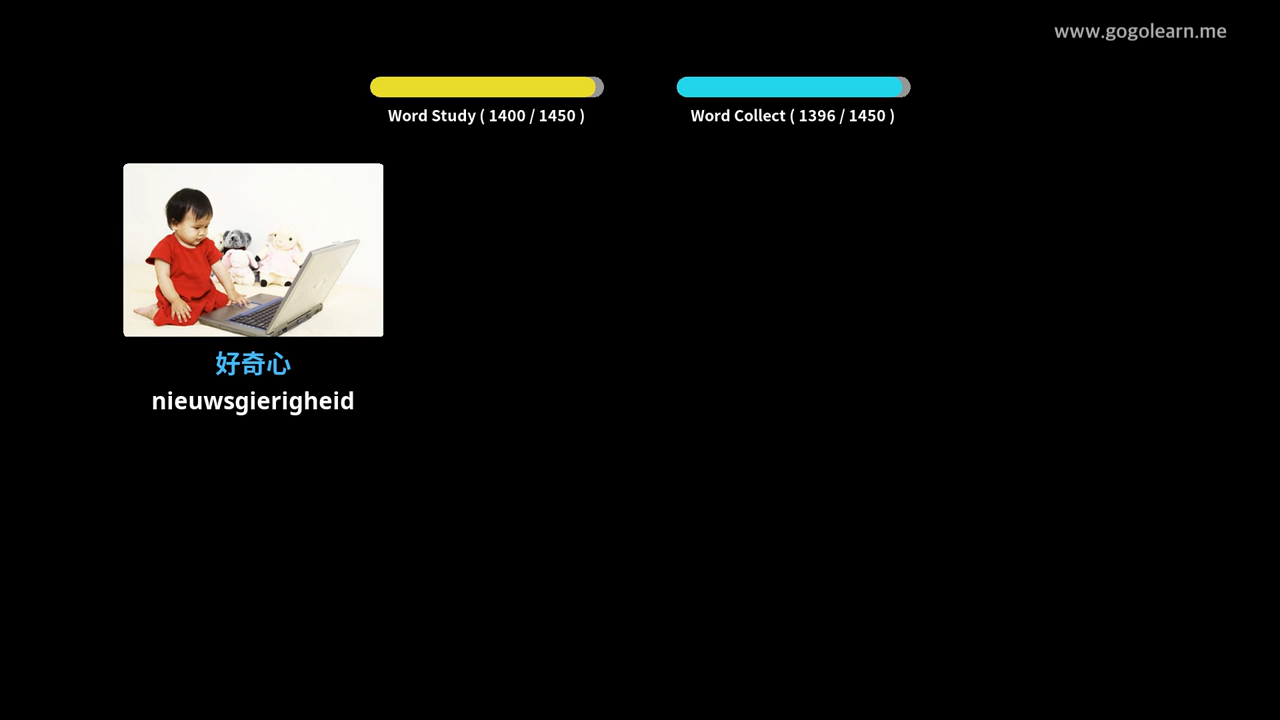 www.gogolearn.me
Word Study ( 1400 / 1450 )
Word Collect ( 1396 / 1450 )
好奇心
nieuwsgierigheid